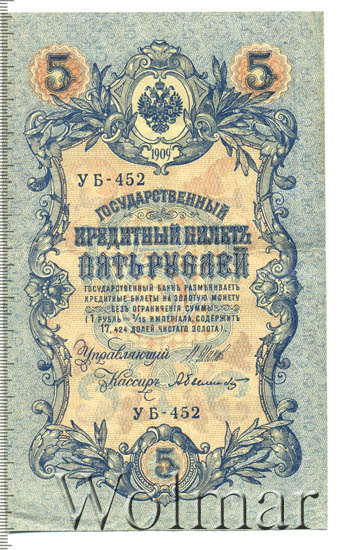 5 5
1909
УБ-452
ГОСУДАРСТВЕННЫЙ
КРЕДИТНЫЙ БИЛЕТЪ
ПЯТЬ РУБЛЕЙ
ГОСУДАРСТВЕННЫЙ БАНКЪ РАЗМѢНИВАЕТЪ
КРЕДИТНЫЕ БИЛЕТЫ НА ЗОЛОТУЮ МОНЕТУ
БЕЗЪ ОГРАНИЧЕНІЯ СУММЫ
(1 РУБЛЬ = 1/15 ИМПЕРІАЛА, СОДЕРЖИТЪ
17,424 ДОЛЕЙ ЧИСТАГО ЗОЛОТА).
Управляющій
Кассиръ
УБ-452
5
Wolmar